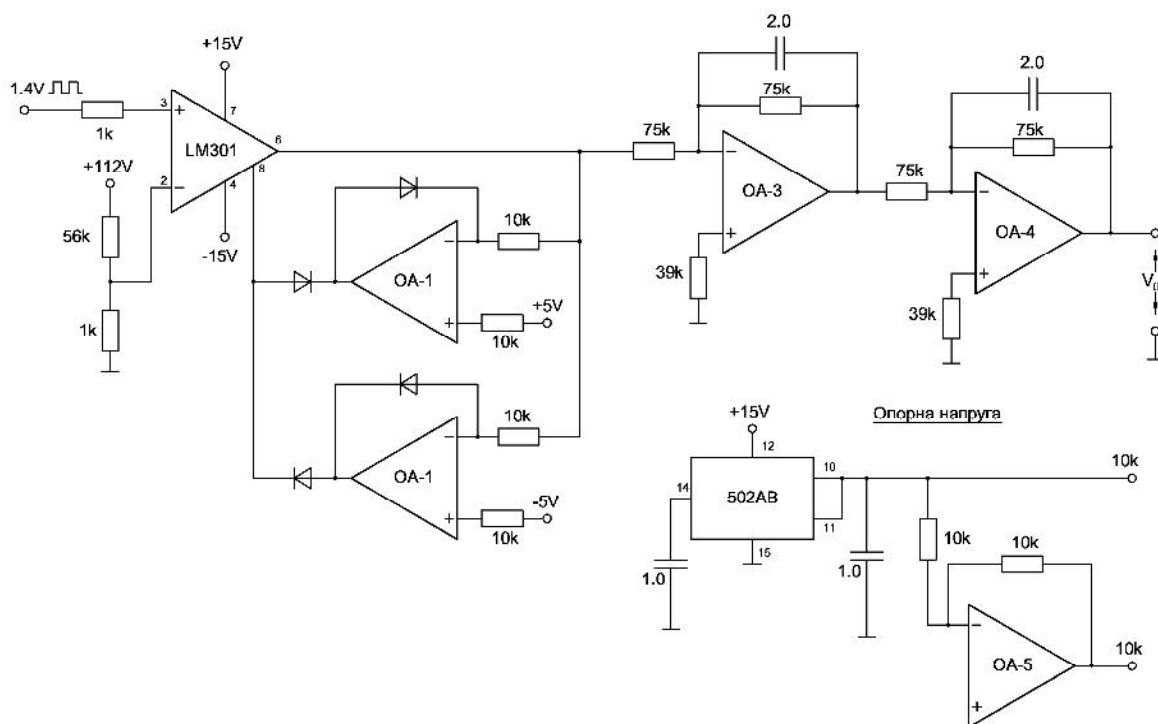 2.0
75k
2.0
75k
+15V
1.4V
1k
3
+
7
LM301
6
8
4
2
−
-15V
+112V
56k
1k
75k
−
OA-3
+
39k
75k
−
OA-4
+
39k
10k
−
OA-1
+
+5V
10k
10k
−
OA-1
+
-5V
10k
Опорна напруга
+15V
12
14
502AB
10
11
15
1.0
1.0
10k
10k
10k
−
OA-5
+
10k